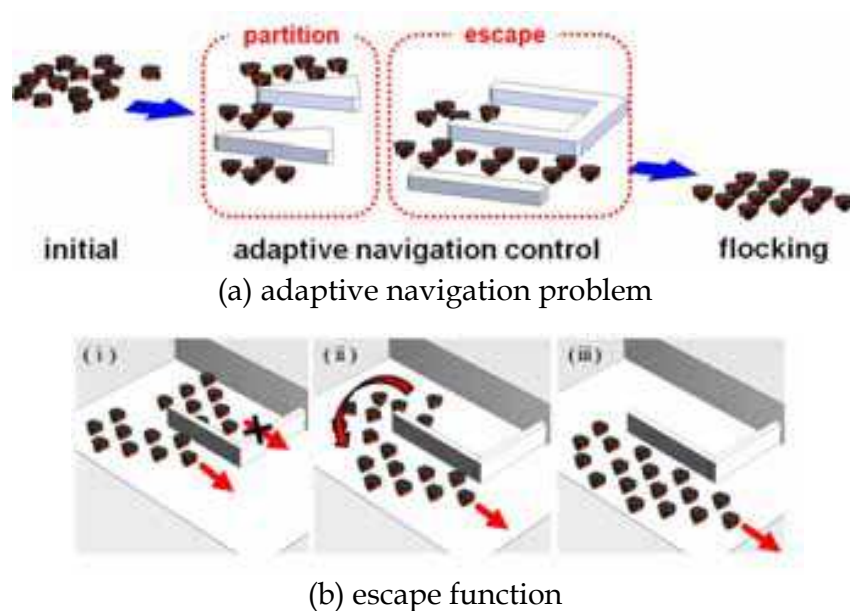 partition escape
initial adaptive navigation control flocking
(a) adaptive navigation problem
( i ) ( ii ) ( iii )
(b) escape function